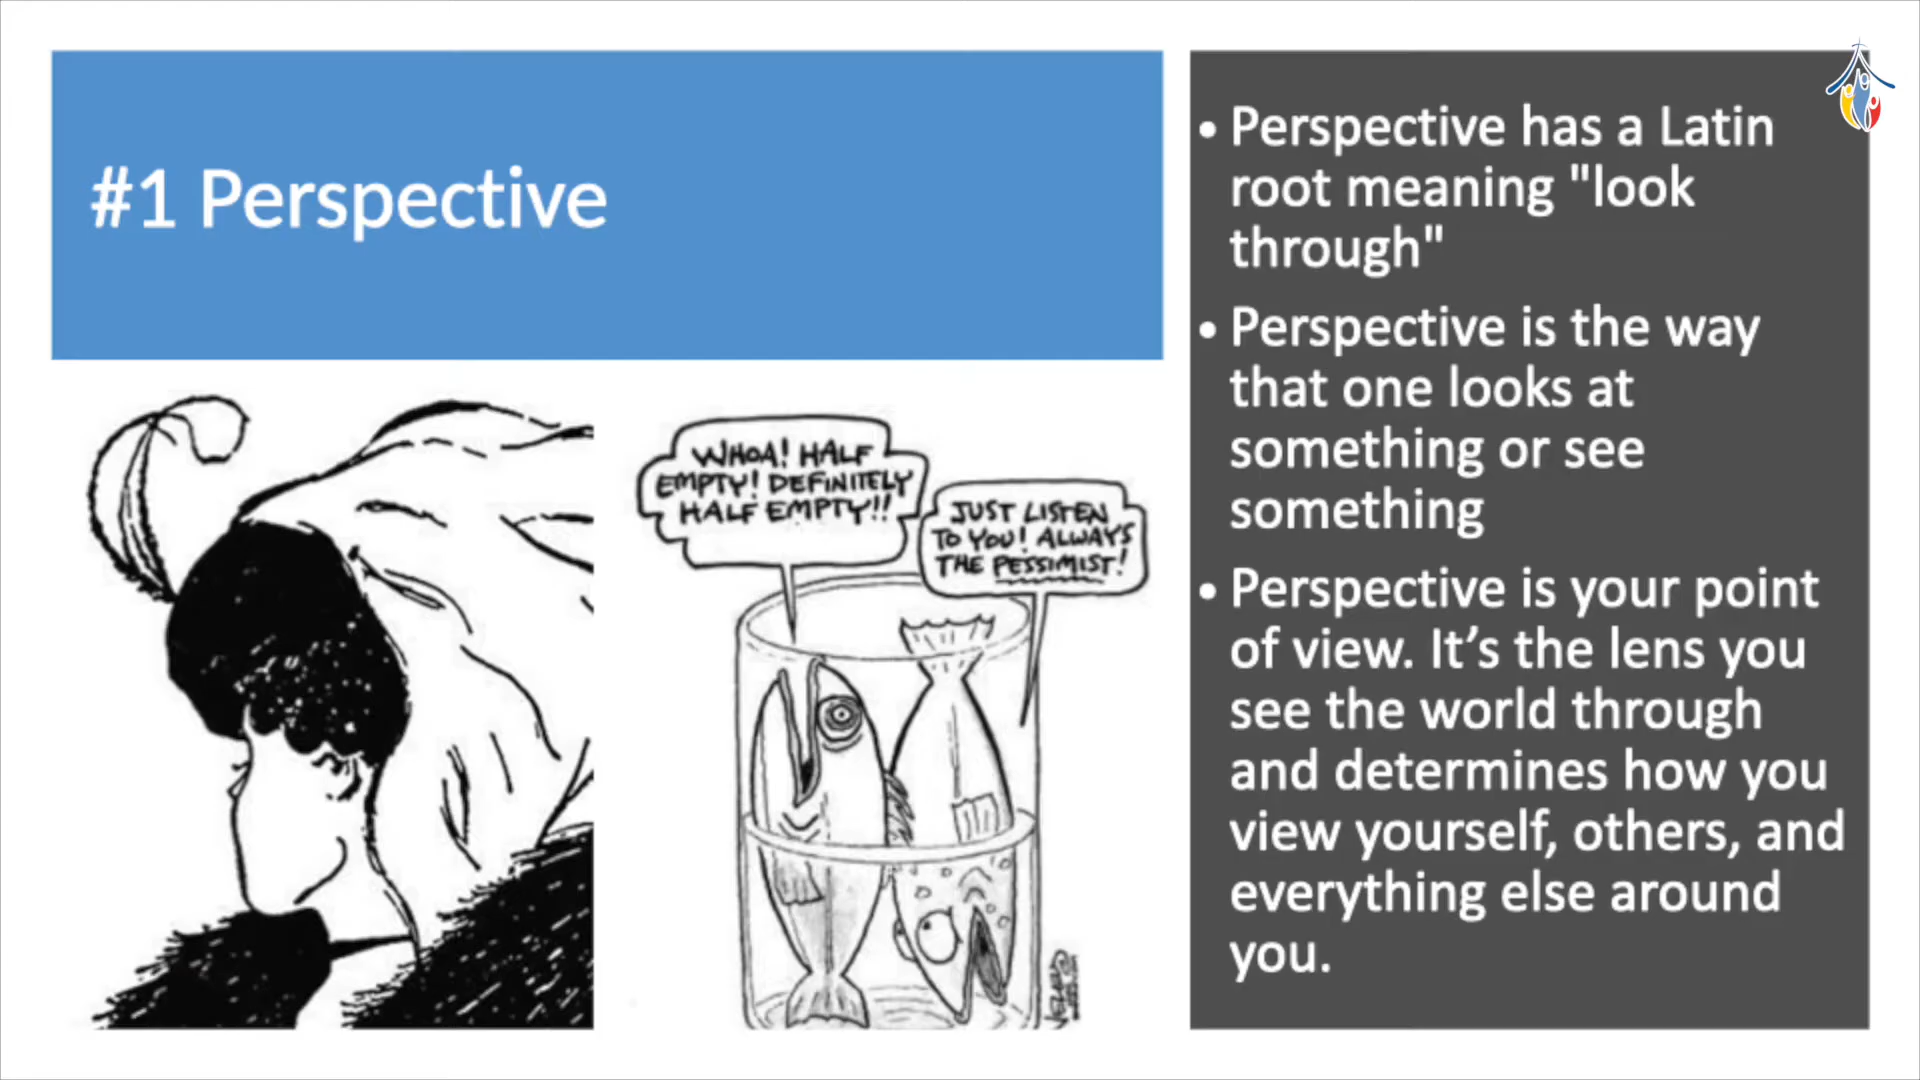 #1 Perspective
WHOA! HALF
EMPTY! DEFINITELY
HALF EMPTY!!
JUST LISTEN
TO YOU! ALWAYS
THE PESSIMIST!
• Perspective has a Latin
root meaning "look
through"
• Perspective is the way
that one looks at
something or see
something
• Perspective is your point
of view. It’s the lens you
see the world through
and determines how you
view yourself, others, and
everything else around
you.